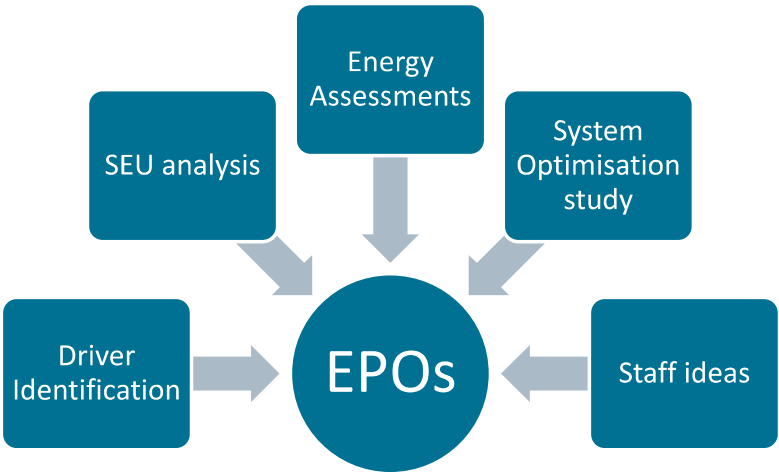 Energy
Assessments
SEU analysis
System
Optimisation
study
Driver
Identification
EPOs
Staff ideas